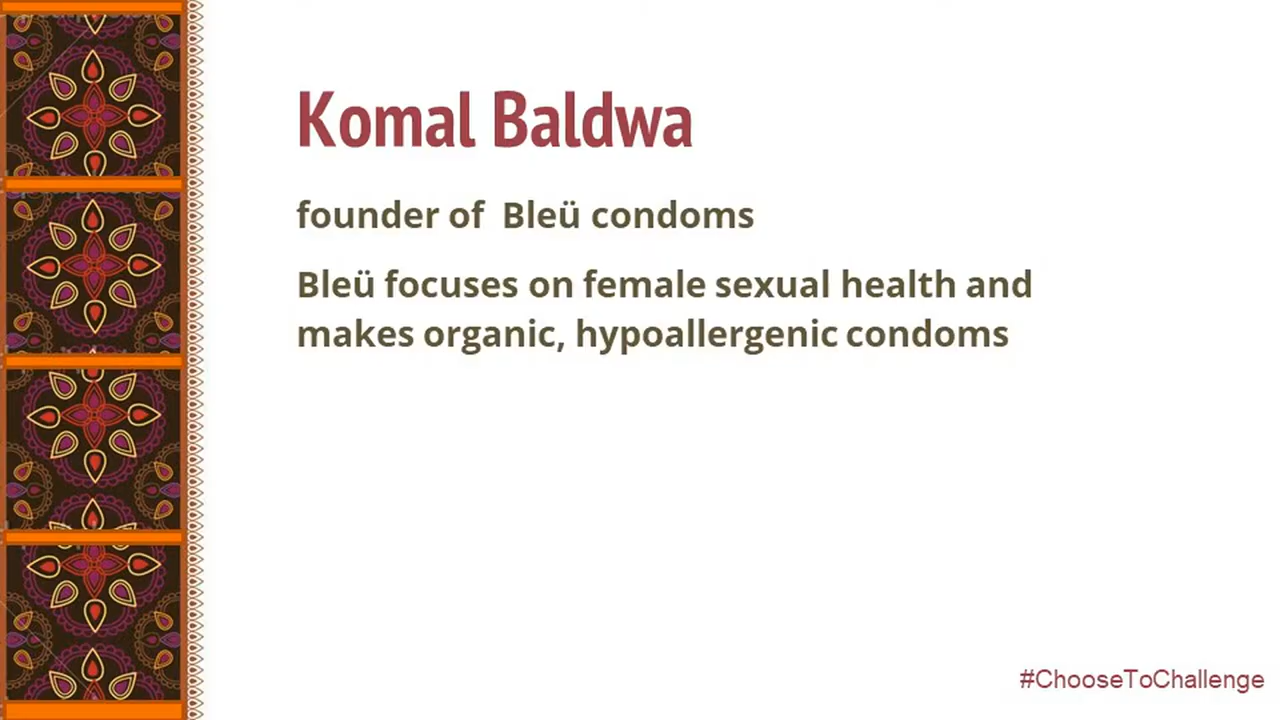 Komal Baldwa
founder of Bleü condoms
Bleü focuses on female sexual health and
makes organic, hypoallergenic condoms
#ChooseToChallenge